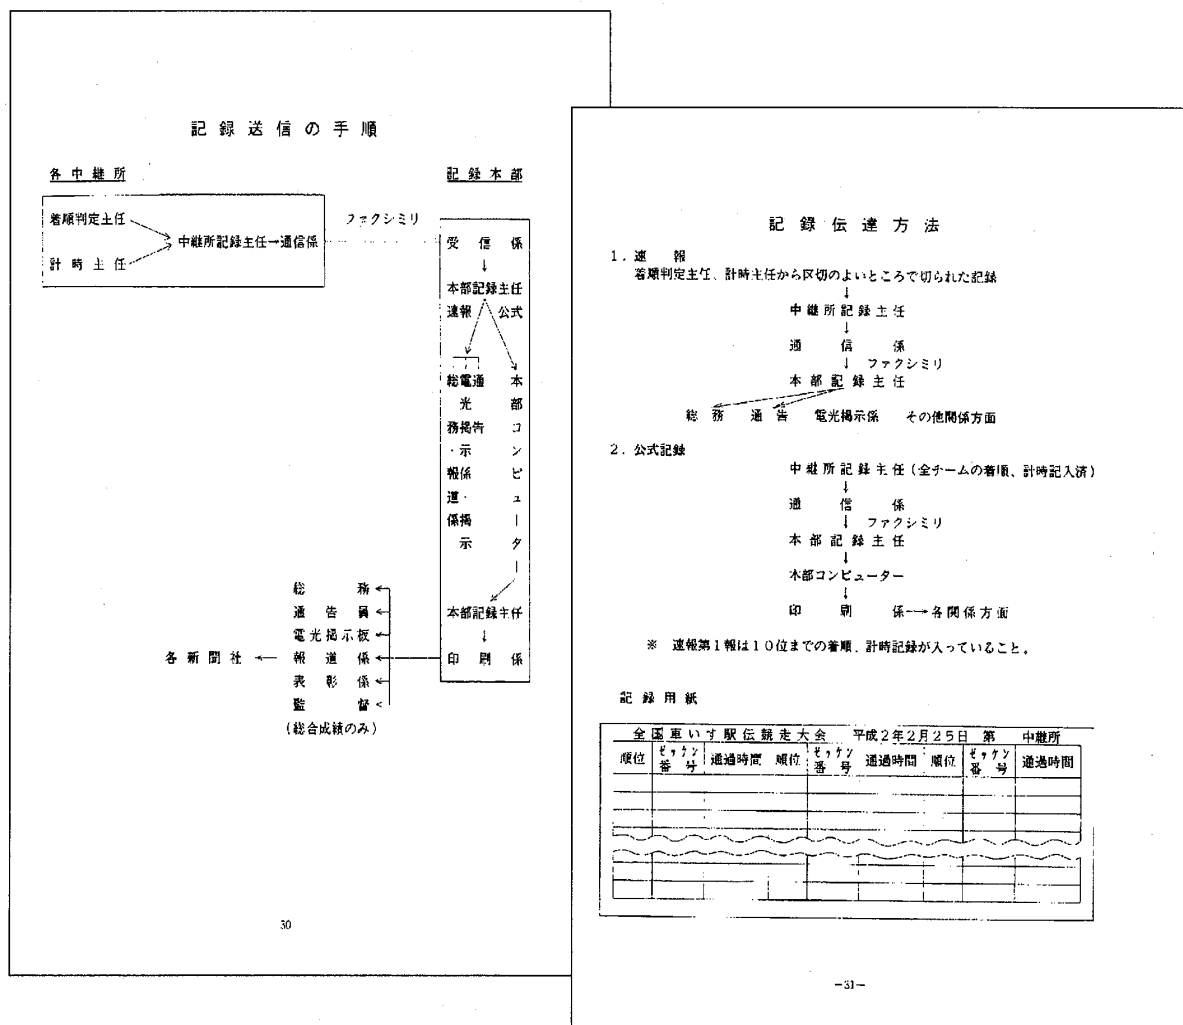 記録送信の手順
各中継所
記録本部
着順判定主任
計時主任
中継所記録主任→通信係
ファクシミリ
受信係
↓
本部記録主任
速報 公式
総務・報道係
電光掲示係・掲示
通告
本部コンピューター
本部記録主任
↓
印刷係
総務
通告員
電光掲示板
各新聞社 ← 報道係
表彰係
監督
(総合成績のみ)
30
記録伝達方法
1.速報
着順判定主任、計時主任から区切のよいところで切られた記録
↓
中継所記録主任
↓
通信係
↓ ファクシミリ
本部記録主任
総務 通告 電光掲示係 その他関係方面
2.公式記録
中継所記録主任(全チームの着順、計時記入済)
↓
通信係
↓ ファクシミリ
本部記録主任
↓
本部コンピューター
↓
印刷係→各関係方面
※ 速報第1報は10位までの着順、計時記録が入っていること。
記録用紙
全国車いす駅伝競走大会 平成2年2月25日 第 中継所
順位 ゼッケン番号 通過時間 順位 ゼッケン番号 通過時間 順位 ゼッケン番号 通過時間
-31-